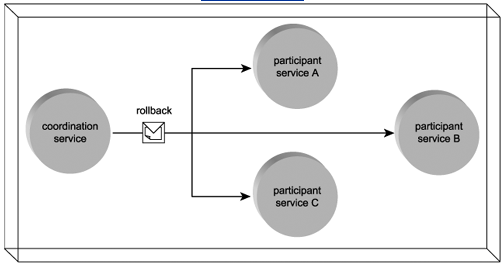 participant
service A
rollback
coordination
service
participant
service B
participant
service C